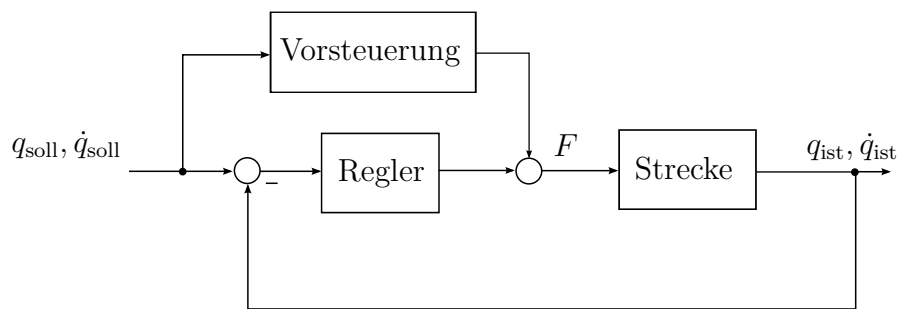 Vorsteuerung
q_soll, q̇_soll
Regler
F
Strecke
q_ist, q̇_ist
–